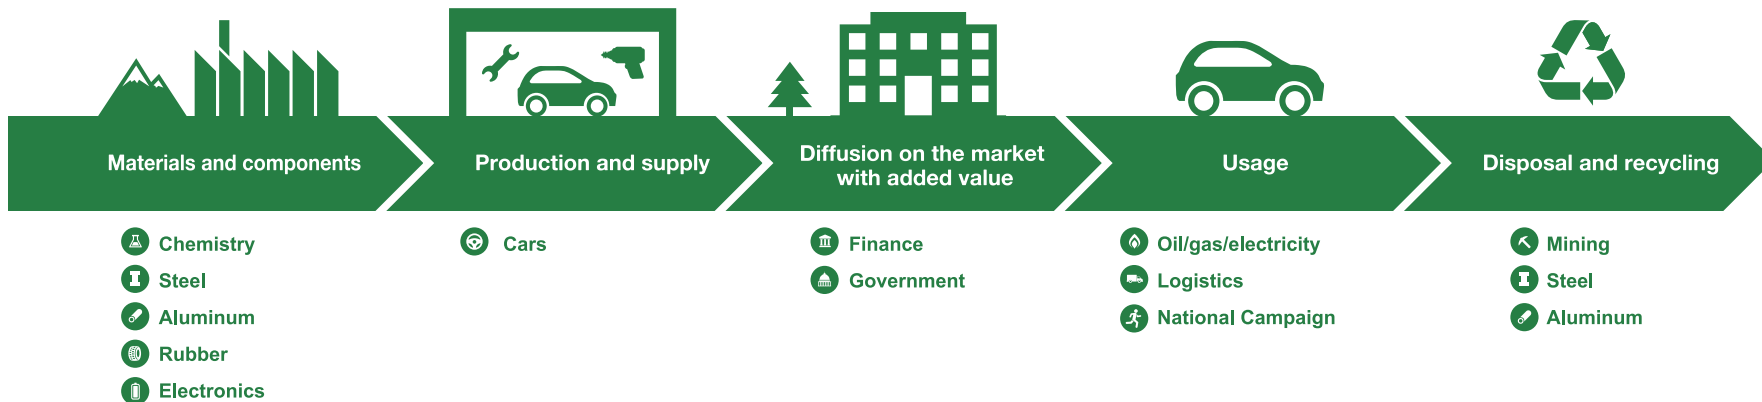 Materials and components
Production and supply
Diffusion on the market
with added value
Usage
Disposal and recycling
Chemistry
Steel
Aluminum
Rubber
Electronics
Cars
Finance
Government
Oil/gas/electricity
Logistics
National Campaign
Mining
Steel
Aluminum